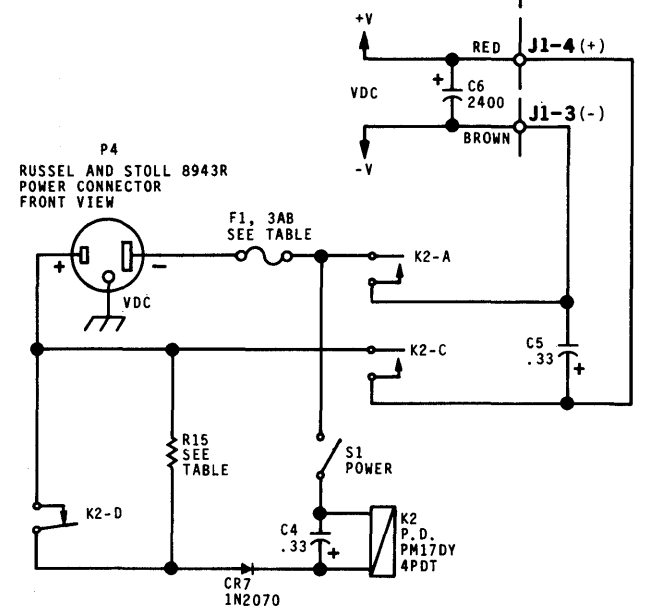 +V
RED J1-4(+)
+ C6
2400
VDC
J1-3(-)
BROWN
-V
P4
RUSSEL AND STOLL 8943R
POWER CONNECTOR
FRONT VIEW
F1, 3AB
SEE TABLE
K2-A
+ -
VDC
K2-C
C5
.33
+
R15
SEE
TABLE
S1
POWER
K2-D
C4
.33
+
K2
P.D.
PM17DY
4PDT
CR7
1N2070